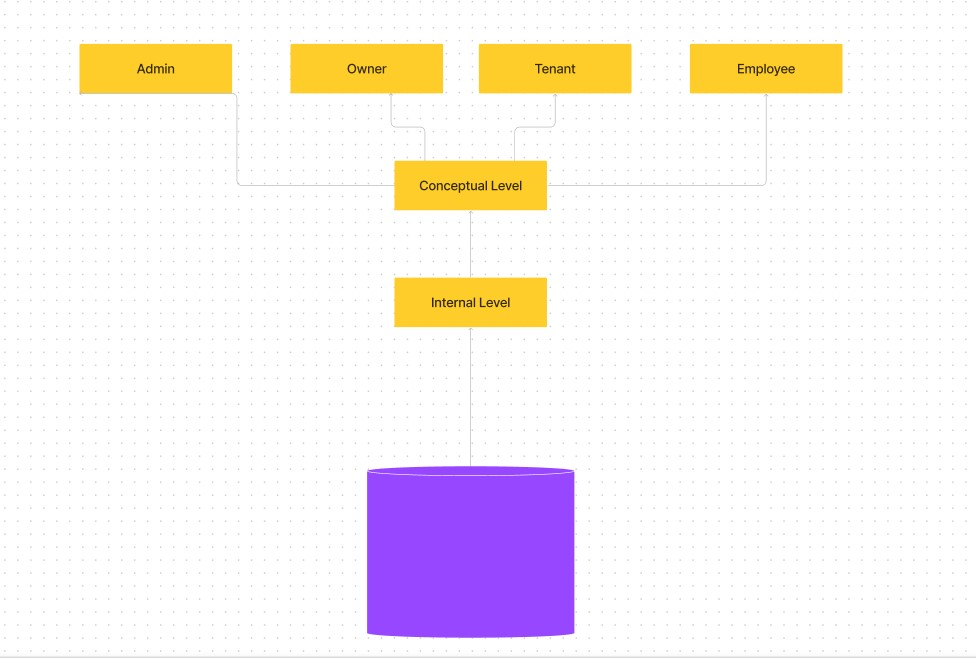 Admin
Owner
Tenant
Employee
Conceptual Level
Internal Level